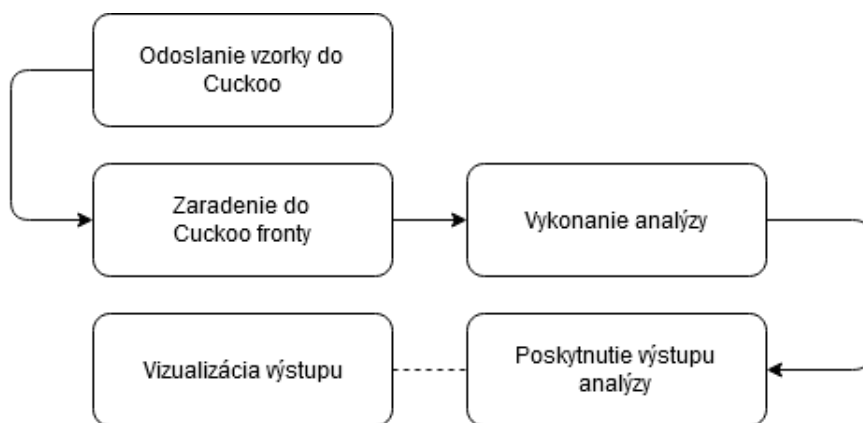 Odoslanie vzorky do
Cuckoo
Zaradenie do
Cuckoo fronty
Vykonanie analýzy
Poskytnutie výstupu
analýzy
Vizualizácia výstupu